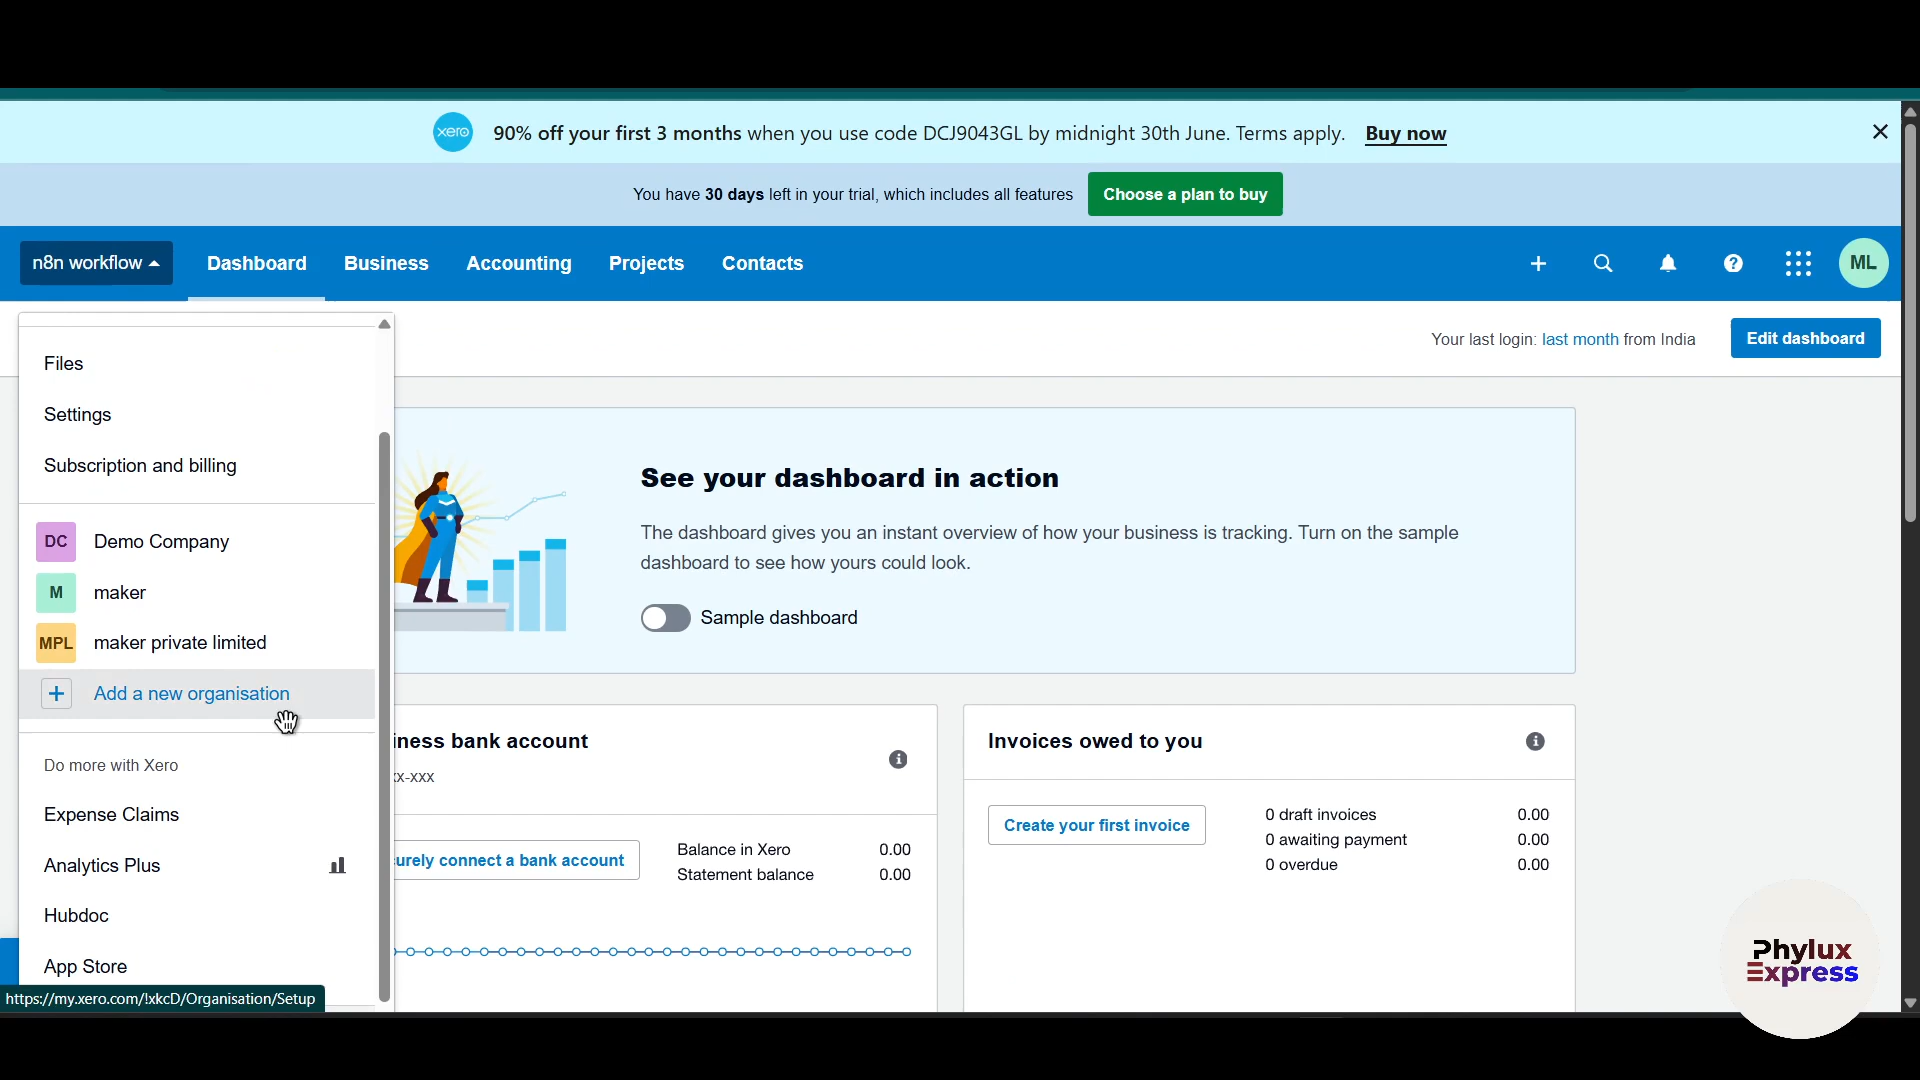 xero
90% off your first 3 months when you use code DCJ9043GL by midnight 30th June. Terms apply. Buy now
You have 30 days left in your trial, which includes all features
Choose a plan to buy
n8n workflow
Dashboard
Business
Accounting
Projects
Contacts
ML
Your last login: last month from India
Edit dashboard
Files
Settings
Subscription and billing
DC Demo Company
M maker
MPL maker private limited
Add a new organisation
Do more with Xero
Expense Claims
Analytics Plus
Hubdoc
App Store
https://my.xero.com/!xkcD/Organisation/Setup
See your dashboard in action
The dashboard gives you an instant overview of how your business is tracking. Turn on the sample
dashboard to see how yours could look.
Sample dashboard
iness bank account
xx-xxx
urely connect a bank account
Balance in Xero 0.00
Statement balance 0.00
Invoices owed to you
Create your first invoice
0 draft invoices 0.00
0 awaiting payment 0.00
0 overdue 0.00
Phylux
Express